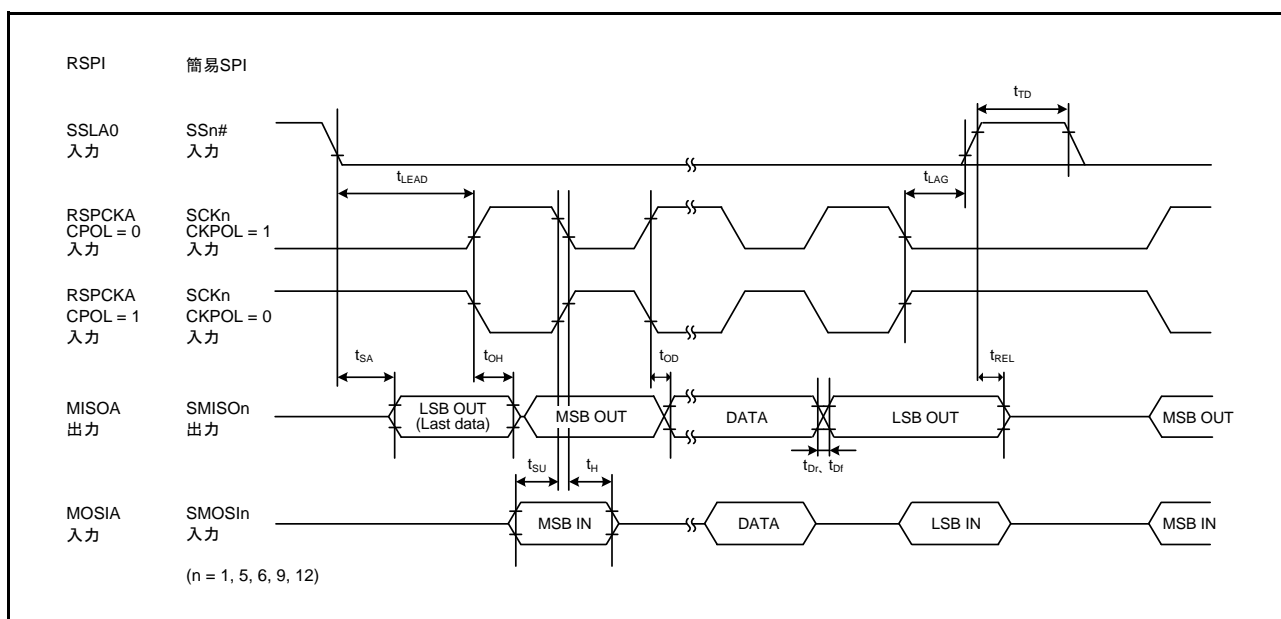 RSPI 簡易SPI
tTD
SSLA0 SSn#
入力 入力
tLEAD tLAG
RSPCKA SCKn
CPOL = 0 CKPOL = 1
入力 入力
RSPCKA SCKn
CPOL = 1 CKPOL = 0
入力 入力
tSA tOH tOD tREL
MISOA SMISOn
出力 出力
LSB OUT
(Last data)
MSB OUT DATA LSB OUT MSB OUT
tSU tH tDr、tDf
MOSIA SMOSIn
入力 入力
MSB IN DATA LSB IN MSB IN
(n = 1, 5, 6, 9, 12)